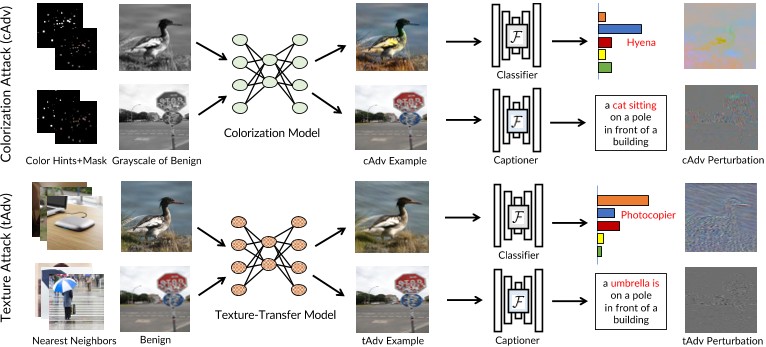 Colorization Attack (cAdv)
F
Classifier
Hyena
STOP
F
a cat sitting
on a pole
in front of a
building
Color Hints+Mask
Grayscale of Benign
Colorization Model
cAdv Example
Captioner
cAdv Perturbation
Texture Attack (tAdv)
F
Classifier
Photocopier
F
a umbrella is
on a pole
in front of a
building
Nearest Neighbors
Benign
Texture-Transfer Model
tAdv Example
Captioner
tAdv Perturbation